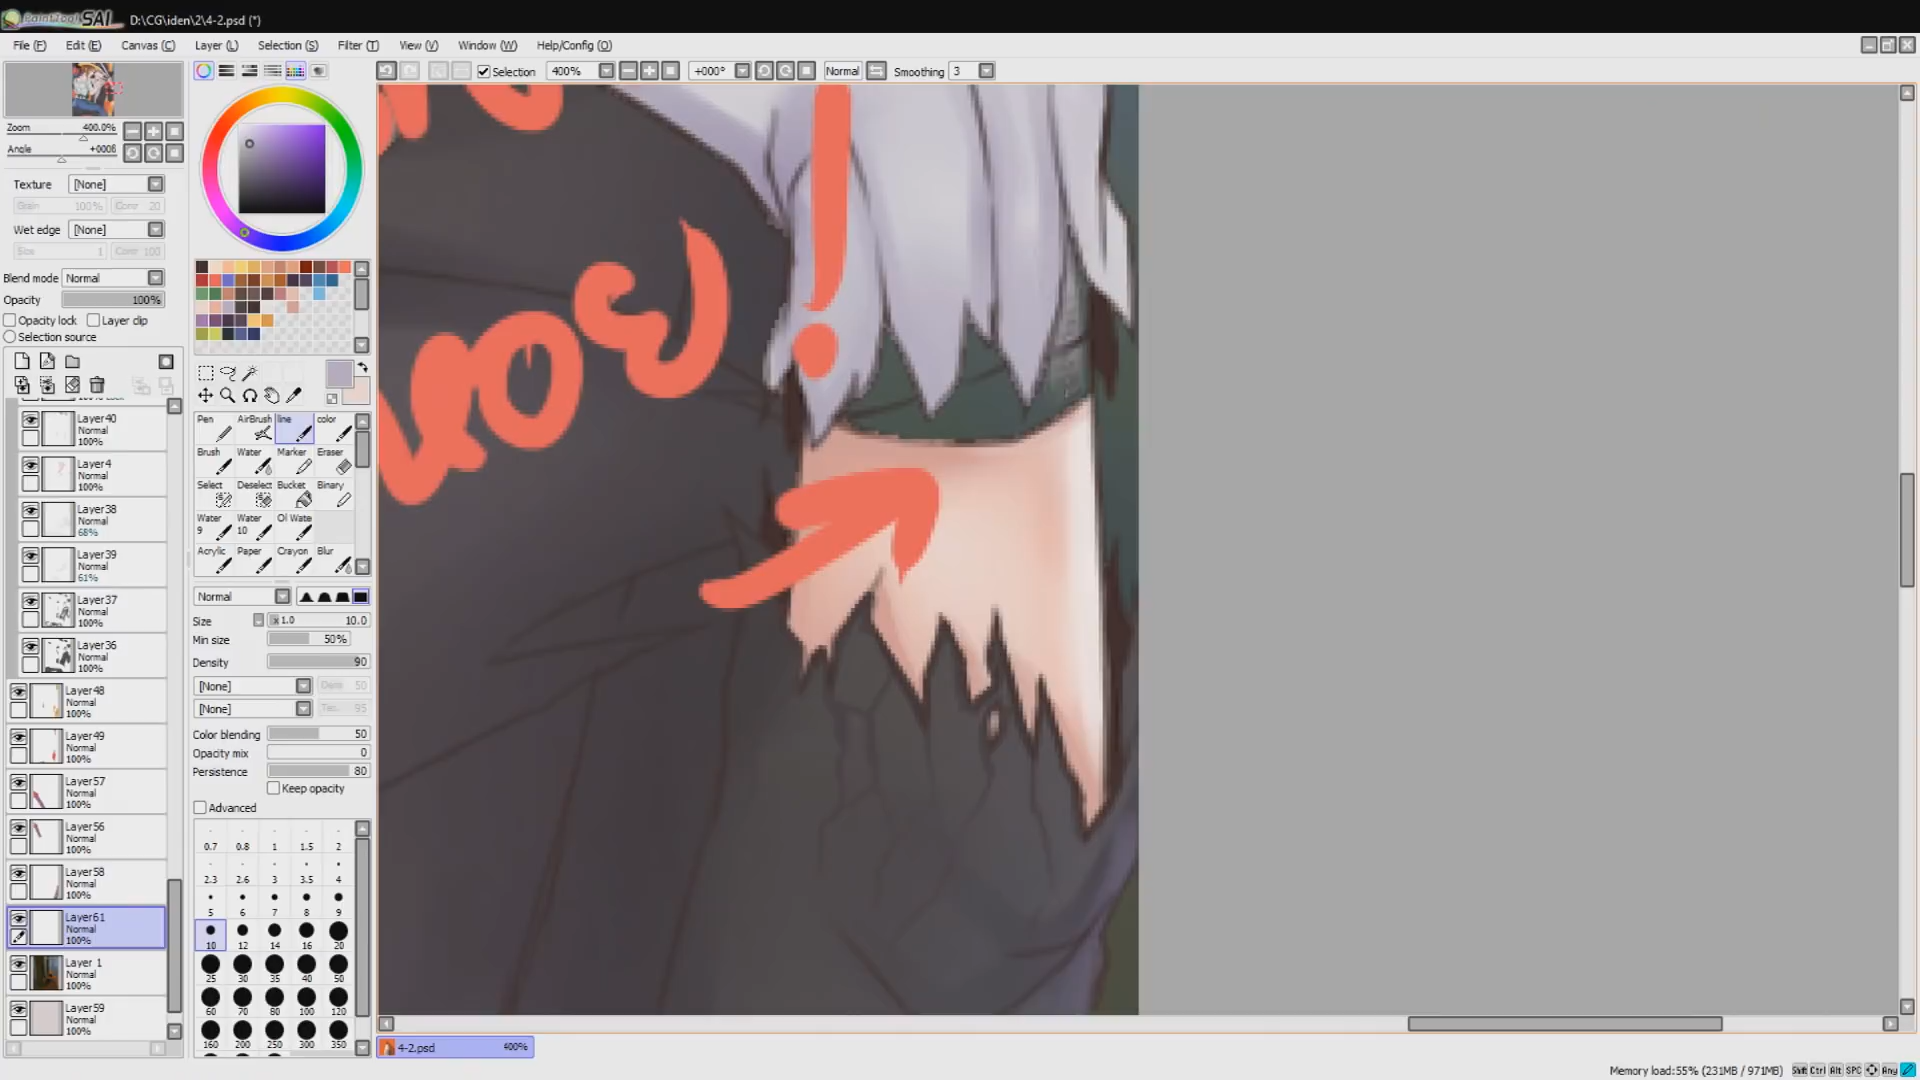 PaintTool SAI D:\CG\iden\2\4-2.psd (*)
File (F) Edit (E) Canvas (C) Layer (L) Selection (S) Filter (T) View (V) Window (W) Help/Config (O)
Selection 400% +000° Normal Smoothing 3
Zoom 400.0%
Angle
Texture [None]
Grain 100% Conr 20
Wet edge [None]
Size 1 Conr 100
Blend mode Normal
Opacity 100%
Opacity lock Layer clip
Selection source
Layer40
Normal
100%
Layer4
Normal
100%
Layer38
Normal
68%
Layer39
Normal
61%
Layer37
Normal
100%
Layer36
Normal
100%
Layer48
Normal
100%
Layer49
Normal
100%
Layer57
Normal
100%
Layer56
Normal
100%
Layer58
Normal
100%
Layer61
Normal
100%
Layer 1
Normal
100%
Layer59
Normal
100%
Pen AirBrush line color
Brush Water Marker Eraser
Select Deselect Bucket Binary
Water 9 Water 10 Ol Wate
Acrylic Paper Crayon Blur
Normal
Size x 1.0 10.0
Min size 50%
Density 90
[None] 50
[None] 95
Color blending 50
Opacity mix 0
Persistence 80
Keep opacity
Advanced
0.7 0.8 1 1.5 2
2.3 2.6 3 3.5 4
5 6 7 8 9
10 12 14 16 20
25 30 35 40 50
60 70 80 100 120
160 200 250 300 350
4-2.psd 400%
Memory load:55% (231MB / 971MB) Shift Ctrl Alt SPC Any